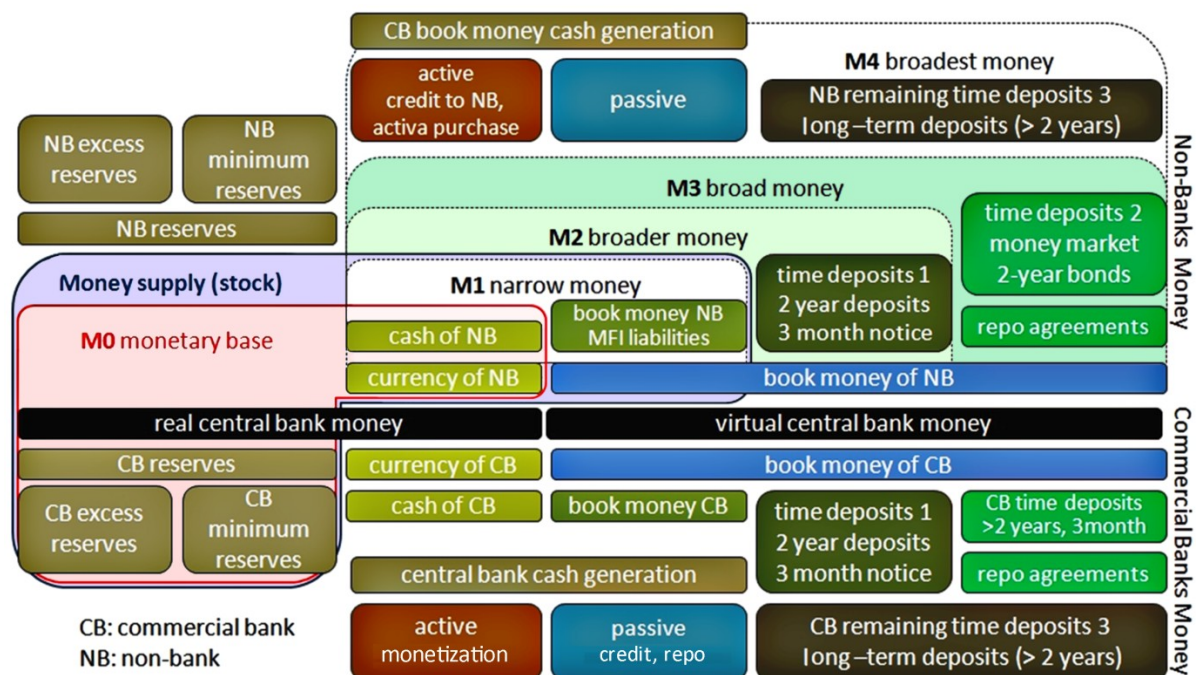 CB book money cash generation
M4 broadest money
active
credit to NB,
activa purchase
passive
NB remaining time deposits 3
long–term deposits (> 2 years)
NB excess
reserves
NB
minimum
reserves
NB reserves
Non-Banks Money
M3 broad money
M2 broader money
time deposits 2
money market
2-year bonds
Money supply (stock)
M1 narrow money
time deposits 1
2 year deposits
3 month notice
M0 monetary base
cash of NB
book money NB
MFI liabilities
repo agreements
currency of NB
book money of NB
real central bank money
virtual central bank money
CB reserves
currency of CB
book money of CB
CB excess
reserves
CB
minimum
reserves
cash of CB
book money CB
time deposits 1
2 year deposits
3 month notice
CB time deposits
>2 years, 3month
central bank cash generation
repo agreements
Commercial Banks Money
CB: commercial bank
NB: non-bank
active
monetization
passive
credit, repo
CB remaining time deposits 3
long–term deposits (> 2 years)